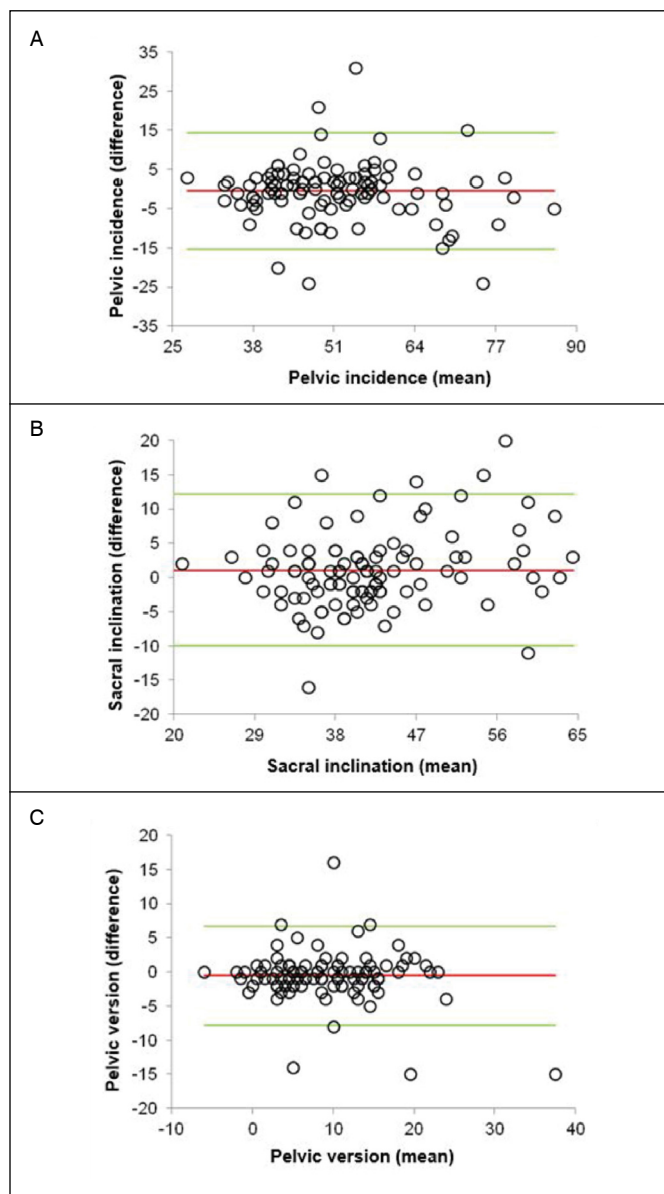 A
Pelvic incidence (difference)
35
25
15
5
-5
-15
-25
-35
25 38 51 64 77 90
Pelvic incidence (mean)
B
Sacral inclination (difference)
20
15
10
5
0
-5
-10
-15
-20
20 29 38 47 56 65
Sacral inclination (mean)
C
Pelvic version (difference)
20
15
10
5
0
-5
-10
-15
-20
-10 0 10 20 30 40
Pelvic version (mean)